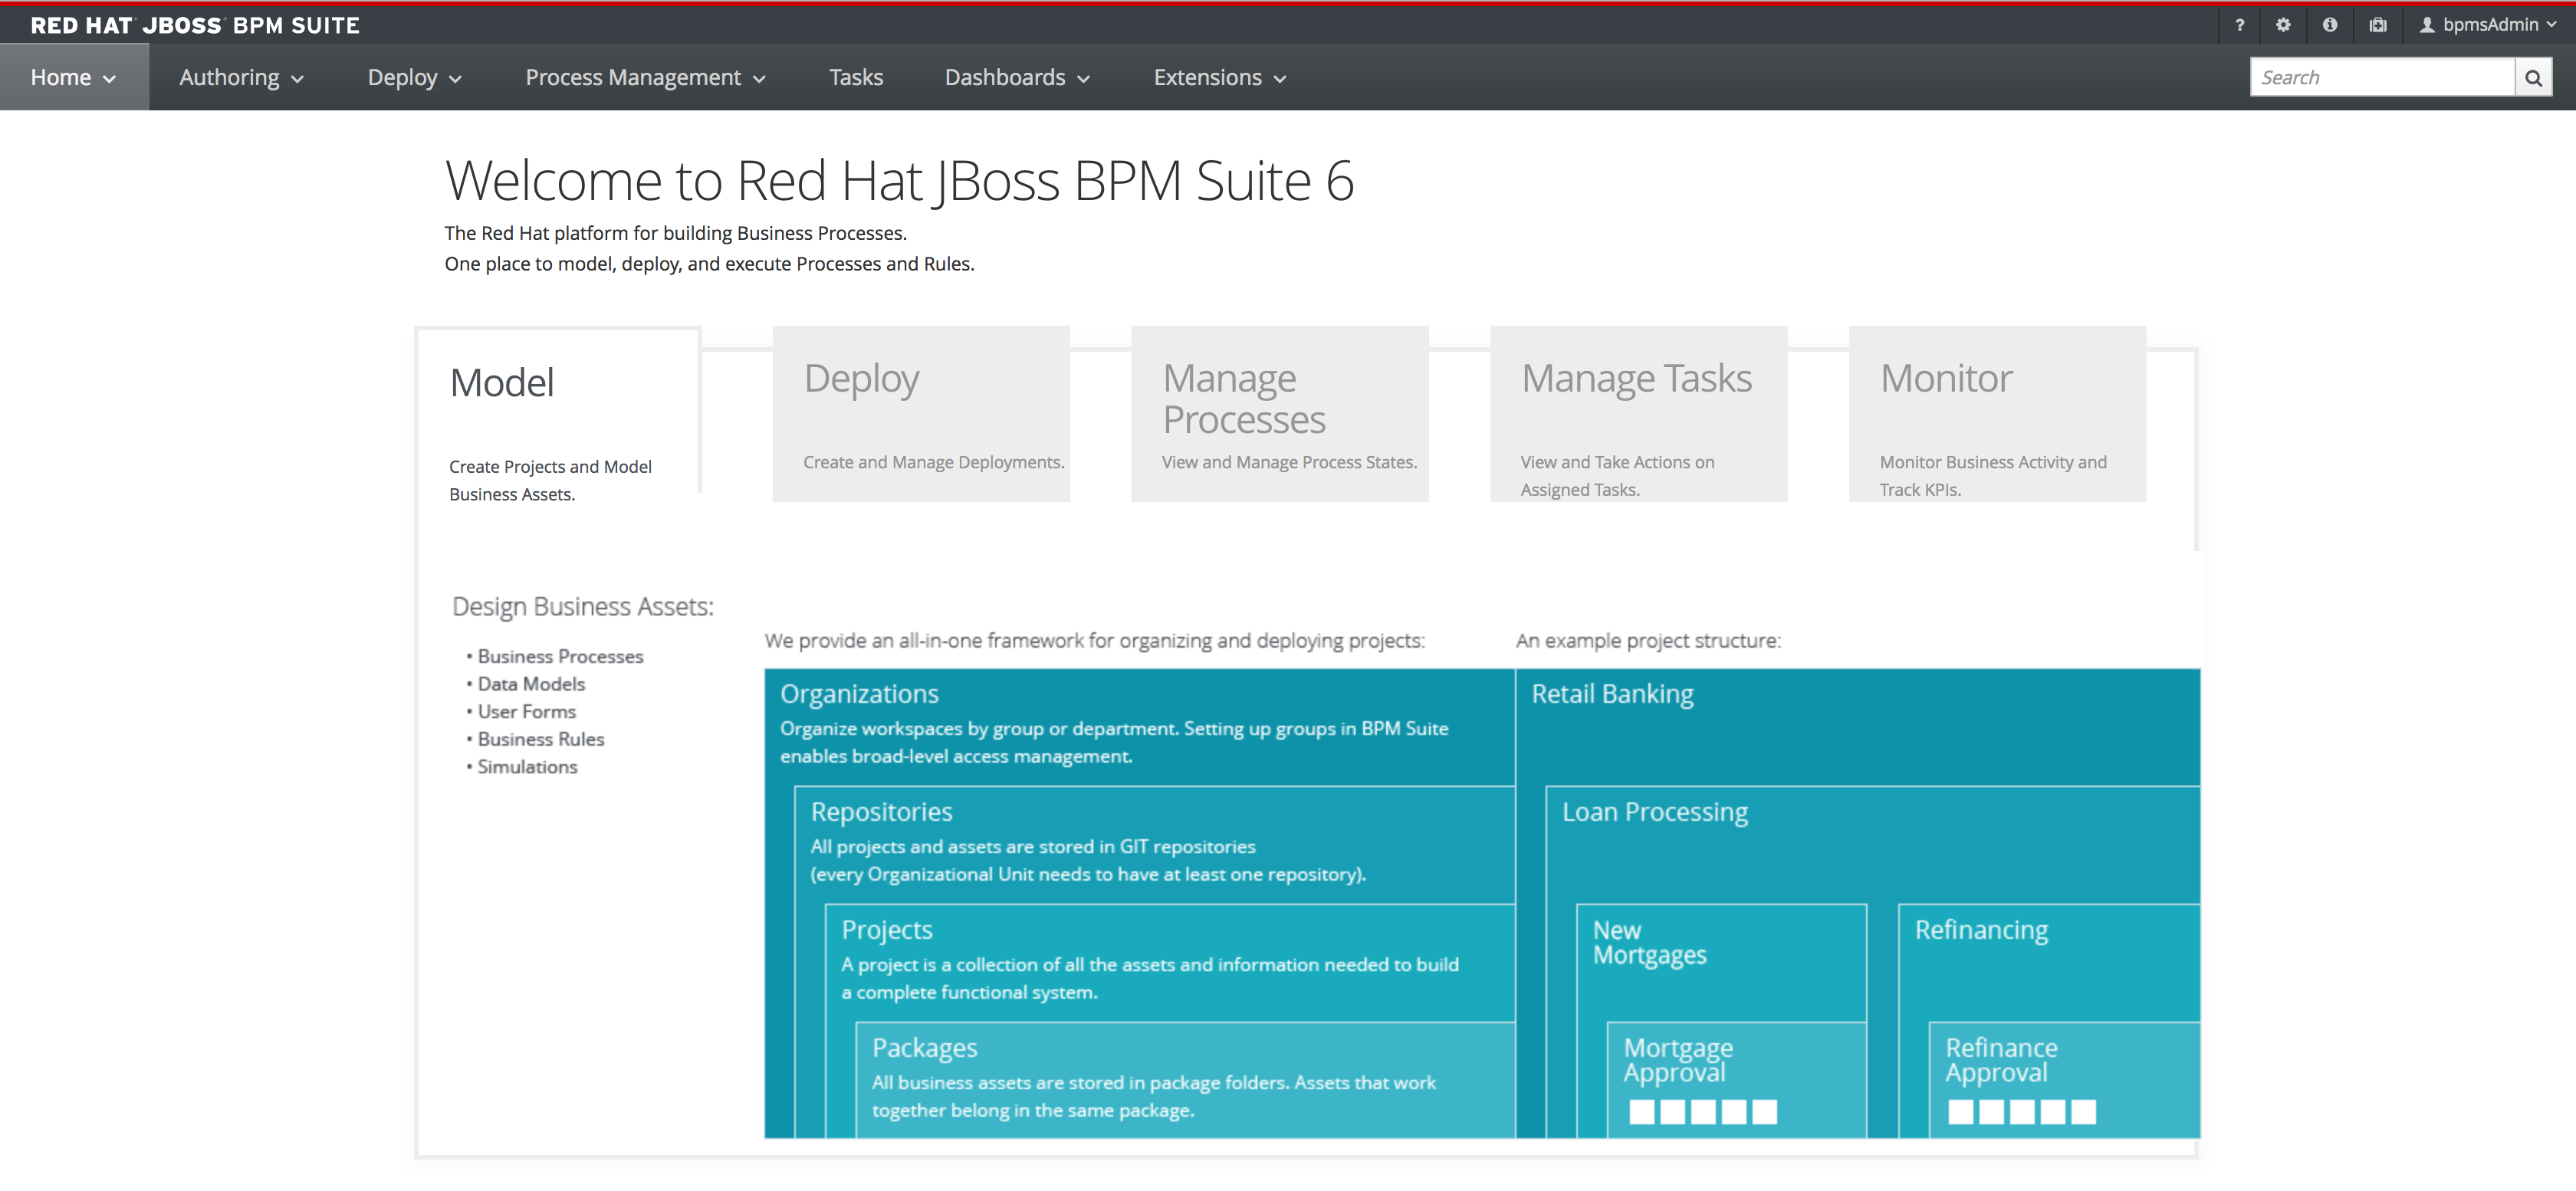 RED HAT JBOSS BPM SUITE
? bpmsAdmin
Home Authoring Deploy Process Management Tasks Dashboards Extensions Search
Welcome to Red Hat JBoss BPM Suite 6
The Red Hat platform for building Business Processes.
One place to model, deploy, and execute Processes and Rules.
Model
Create Projects and Model
Business Assets.
Deploy
Create and Manage Deployments.
Manage
Processes
View and Manage Process States.
Manage Tasks
View and Take Actions on
Assigned Tasks.
Monitor
Monitor Business Activity and
Track KPIs.
Design Business Assets:
• Business Processes
• Data Models
• User Forms
• Business Rules
• Simulations
We provide an all-in-one framework for organizing and deploying projects:
Organizations
Organize workspaces by group or department. Setting up groups in BPM Suite
enables broad-level access management.
Repositories
All projects and assets are stored in GIT repositories
(every Organizational Unit needs to have at least one repository).
Projects
A project is a collection of all the assets and information needed to build
a complete functional system.
Packages
All business assets are stored in package folders. Assets that work
together belong in the same package.
An example project structure:
Retail Banking
Loan Processing
New
Mortgages
Mortgage
Approval
Refinancing
Refinance
Approval